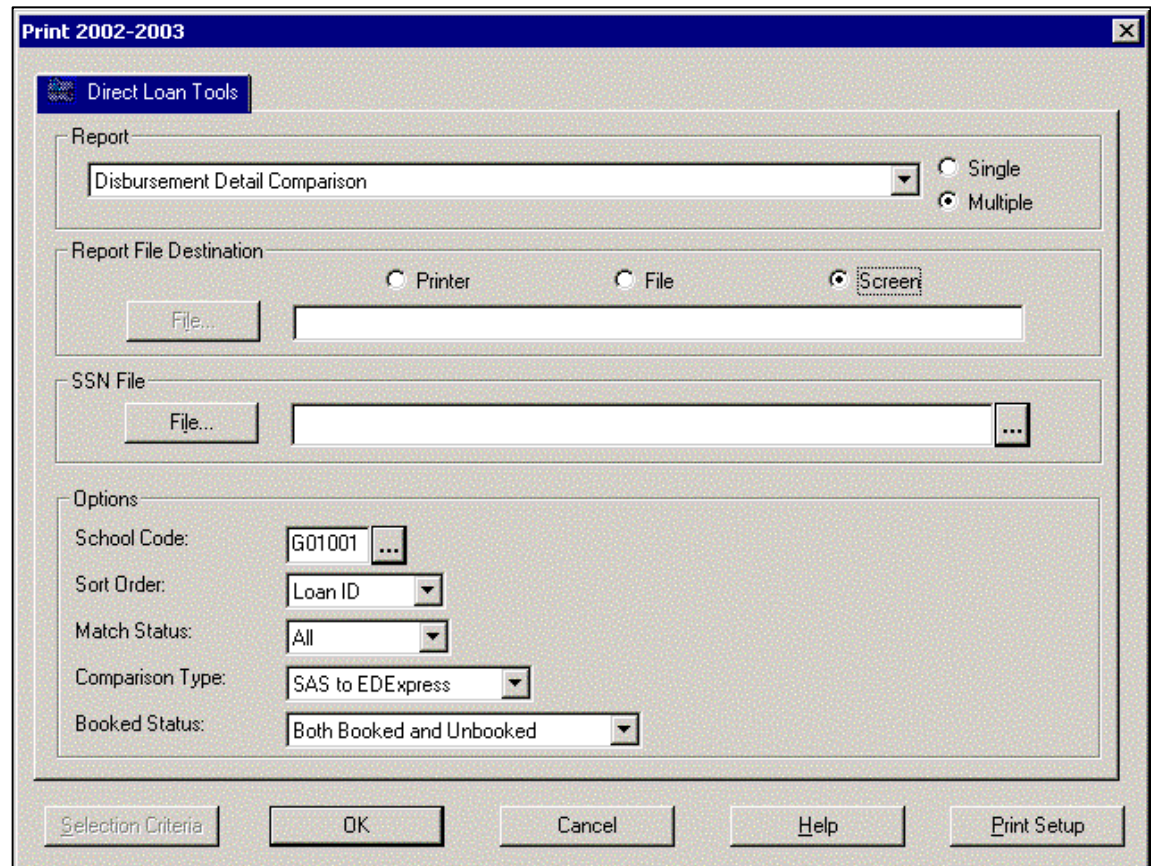 Print 2002-2003
Direct Loan Tools
Report
Disbursement Detail Comparison
Single
Multiple
Report File Destination
Printer File Screen
File...
SSN File
File... ...
Options
School Code: G01001 ...
Sort Order: Loan ID
Match Status: All
Comparison Type: SAS to EDExpress
Booked Status: Both Booked and Unbooked
Selection Criteria OK Cancel Help Print Setup